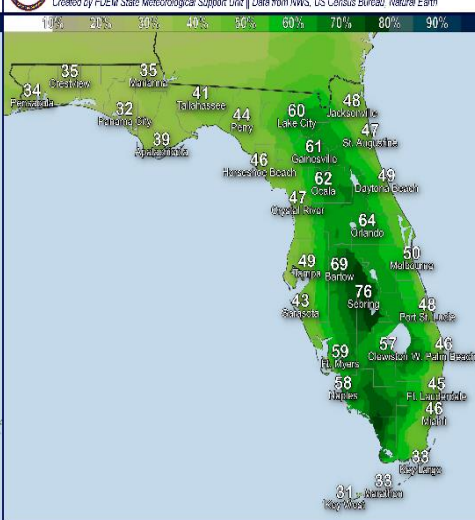 Created by FDEM State Meteorological Support Unit || Data from NWS, US Census Bureau, Natural Earth
10% 20% 30% 40% 50% 60% 70% 80% 90%
35
Crestview
35
Marianna
34
Pensacola
32
Panama City
41
Tallahassee
39
Apalachicola
44
Perry
60
Lake City
48
Jacksonville
47
St. Augustine
61
Gainesville
46
Horseshoe Beach
62
Ocala
49
Daytona Beach
47
Crystal River
64
Orlando
50
Melbourne
49
Tampa
69
Bartow
76
Sebring
43
Sarasota
48
Port St. Lucie
59
Ft. Myers
57
Clewiston
46
W. Palm Beach
58
Naples
45
Ft. Lauderdale
46
Miami
33
Key Largo
33
Marathon
31
Key West